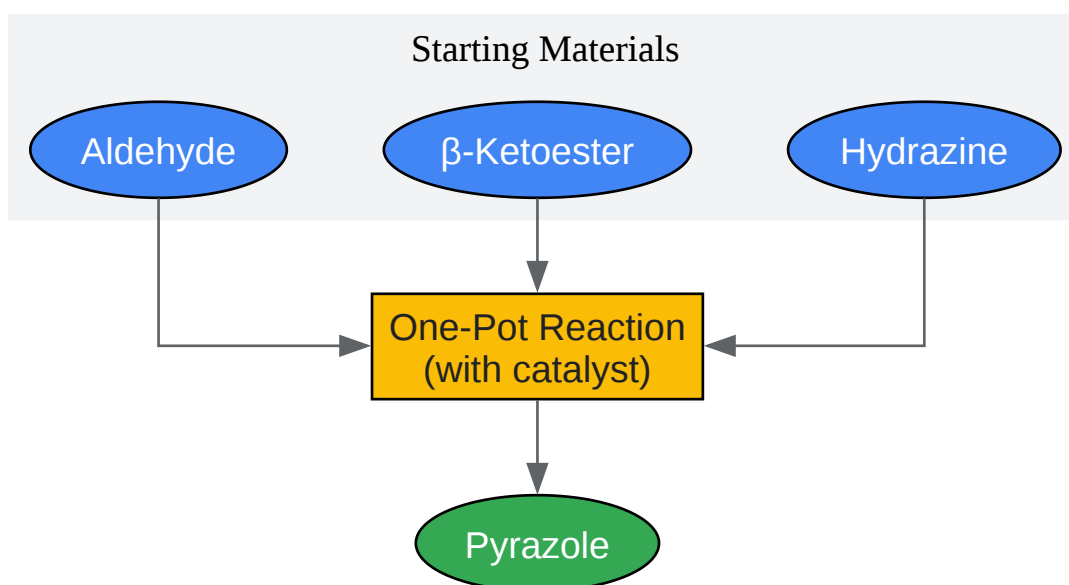 Starting Materials
Aldehyde
β-Ketoester
Hydrazine
One-Pot Reaction
(with catalyst)
Pyrazole